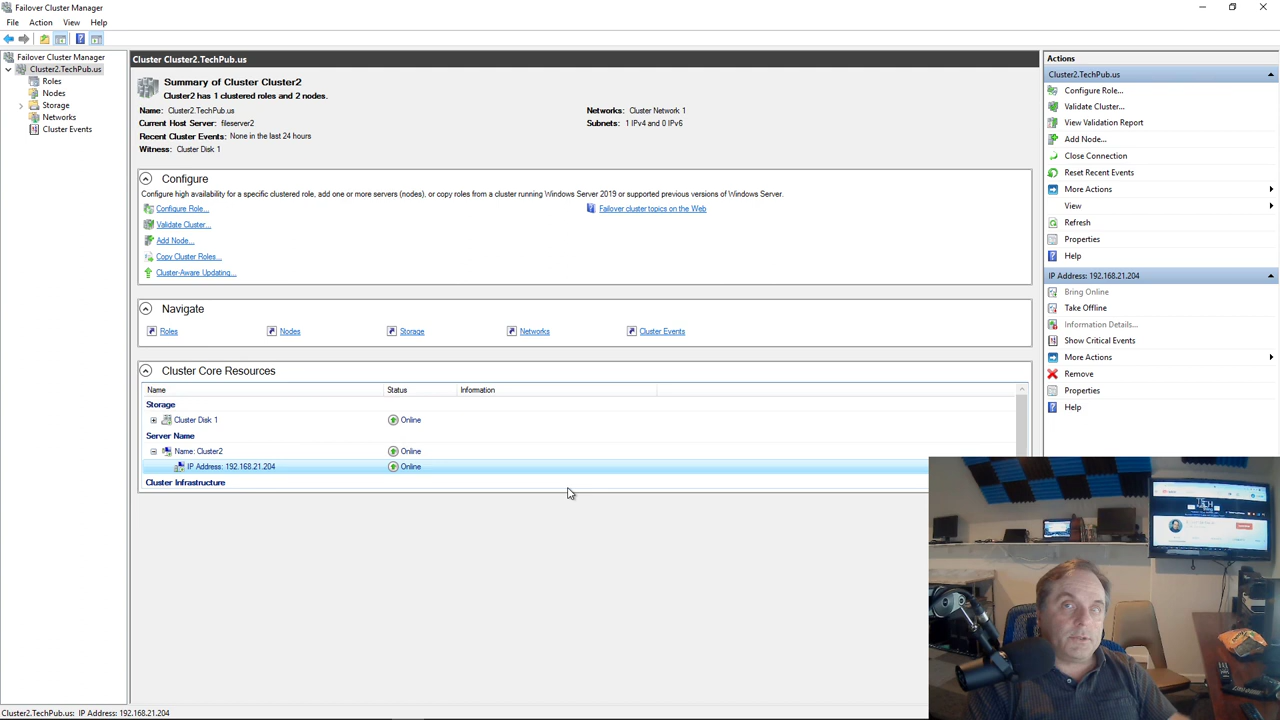 Failover Cluster Manager
File Action View Help
Failover Cluster Manager
Cluster2.TechPub.us
Roles
Nodes
Storage
Networks
Cluster Events
Cluster Cluster2.TechPub.us
Summary of Cluster Cluster2
Cluster2 has 1 clustered roles and 2 nodes.
Name: Cluster2.TechPub.us
Networks: Cluster Network 1
Current Host Server: fileserver2
Subnets: 1 IPv4 and 0 IPv6
Recent Cluster Events: None in the last 24 hours
Witness: Cluster Disk 1
Configure
Configure high availability for a specific clustered role, add one or more servers (nodes), or copy roles from a cluster running Windows Server 2019 or supported previous versions of Windows Server.
Configure Role...
Failover cluster topics on the Web
Validate Cluster...
Add Node...
Copy Cluster Roles...
Cluster-Aware Updating...
Navigate
Roles Nodes Storage Networks Cluster Events
Cluster Core Resources
Name Status Information
Storage
Cluster Disk 1 Online
Server Name
Name: Cluster2 Online
IP Address: 192.168.21.204 Online
Cluster Infrastructure
Actions
Cluster2.TechPub.us
Configure Role...
Validate Cluster...
View Validation Report
Add Node...
Close Connection
Reset Recent Events
More Actions
View
Refresh
Properties
Help
IP Address: 192.168.21.204
Bring Online
Take Offline
Information Details...
Show Critical Events
More Actions
Remove
Properties
Help
Cluster2.TechPub.us: IP Address: 192.168.21.204